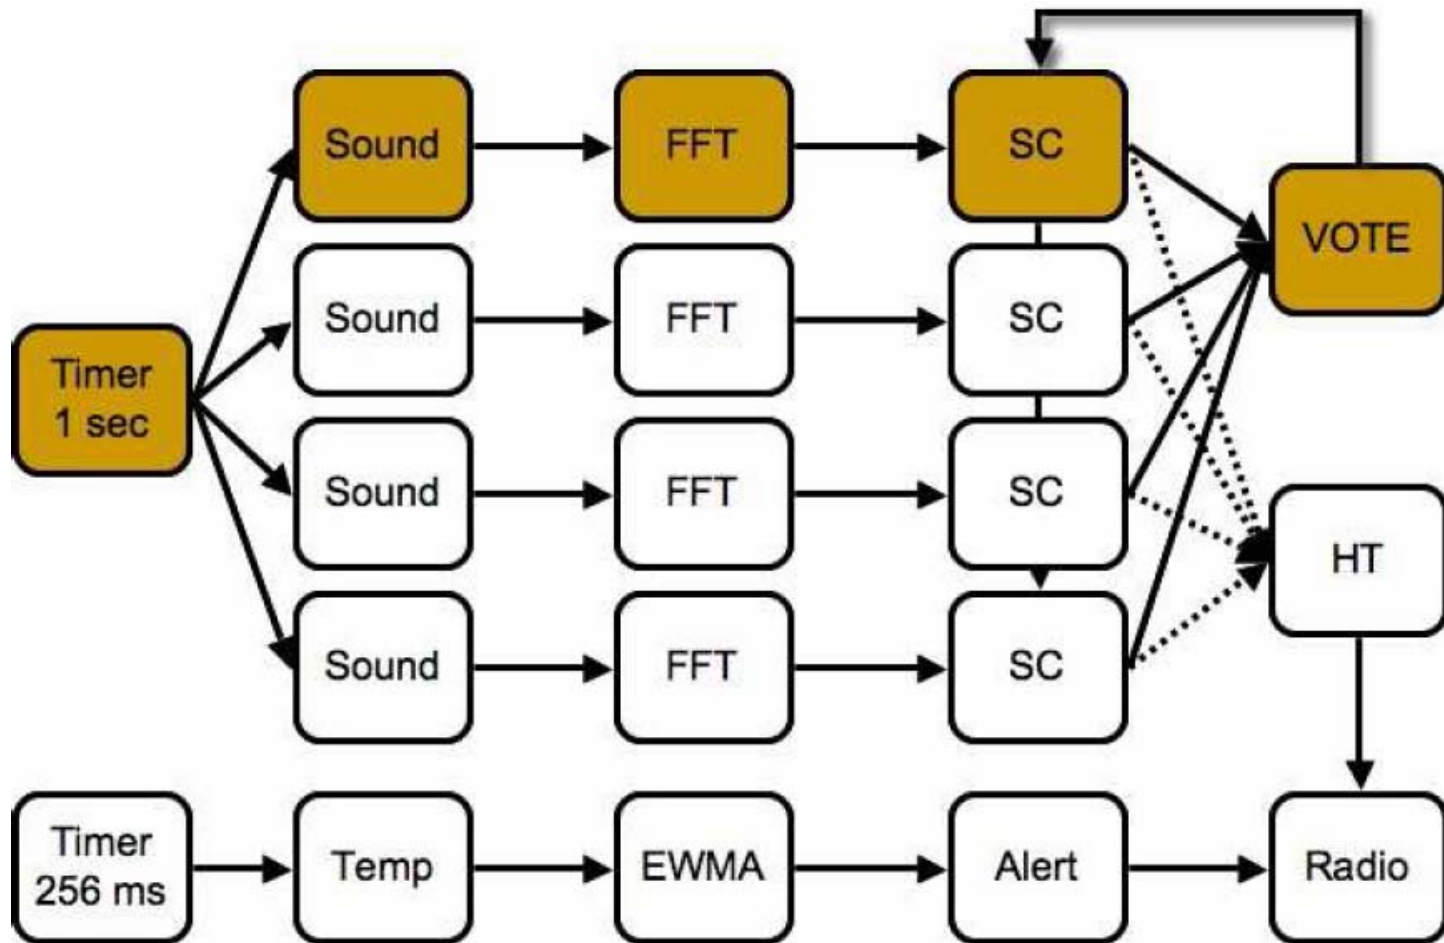 Sound
FFT
SC
VOTE
Sound
FFT
SC
Timer
1 sec
Sound
FFT
SC
HT
Sound
FFT
SC
Timer
256 ms
Temp
EWMA
Alert
Radio